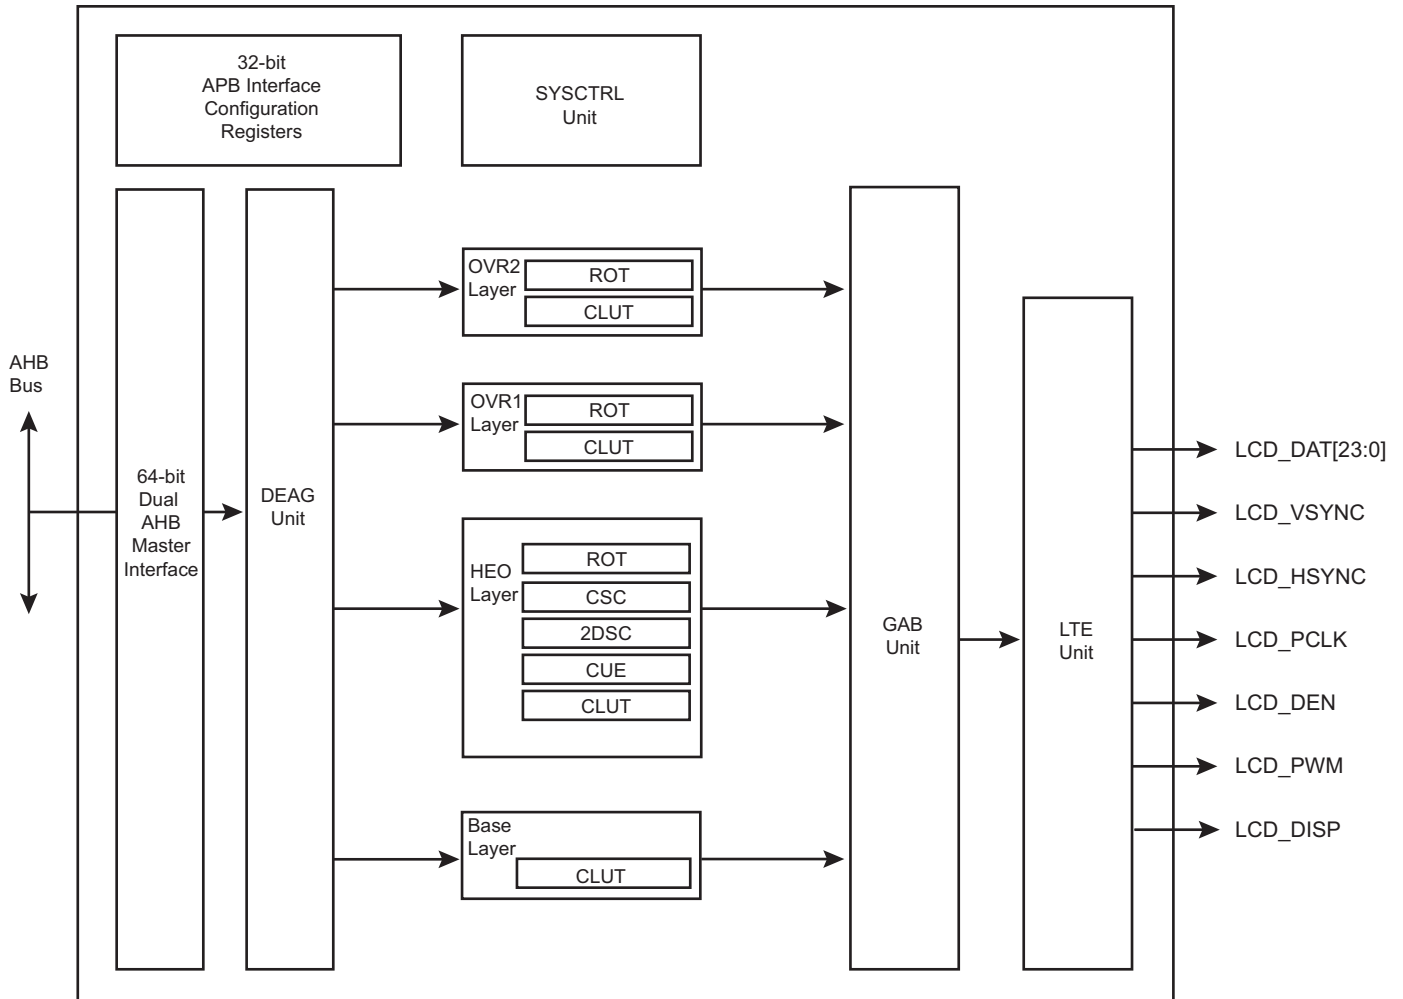 32-bit
APB Interface
Configuration
Registers
SYSCTRL
Unit
AHB
Bus
64-bit
Dual
AHB
Master
Interface
DEAG
Unit
OVR2
Layer
ROT
CLUT
OVR1
Layer
ROT
CLUT
HEO
Layer
ROT
CSC
2DSC
CUE
CLUT
Base
Layer
CLUT
GAB
Unit
LTE
Unit
LCD_DAT[23:0]
LCD_VSYNC
LCD_HSYNC
LCD_PCLK
LCD_DEN
LCD_PWM
LCD_DISP